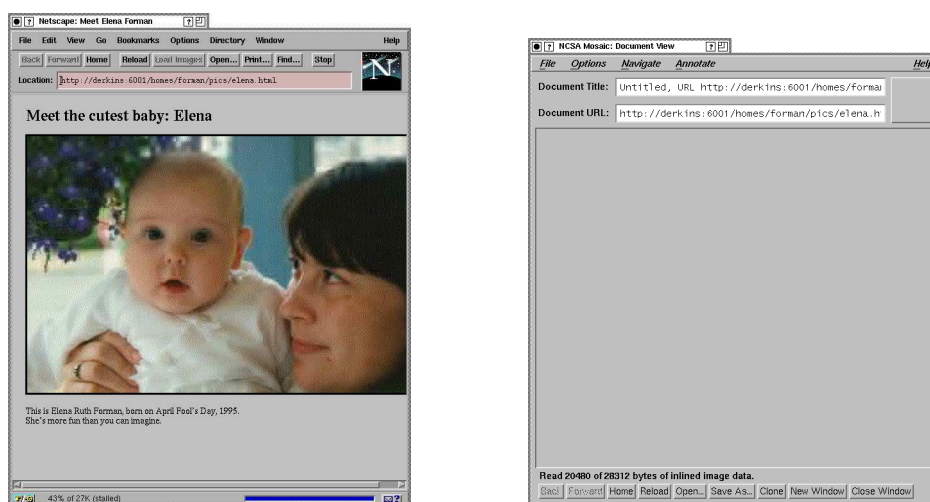 Netscape: Meet Elena Forman
File Edit View Go Bookmarks Options Directory Window Help
Back Forward Home Reload Load Images Open... Print... Find... Stop
Location: http://derkins:6001/homes/forman/pics/elena.html
N
Meet the cutest baby: Elena
This is Elena Ruth Forman, born on April Fool's Day, 1995.
She's more fun than you can imagine.
43% of 27K (stalled)
NCSA Mosaic: Document View
File Options Navigate Annotate Help
Document Title: Untitled, URL http://derkins:6001/homes/forma
Document URL: http://derkins:6001/homes/forman/pics/elena.h
Read 20480 of 28312 bytes of inlined image data.
Back Forward Home Reload Open... Save As... Clone New Window Close Window